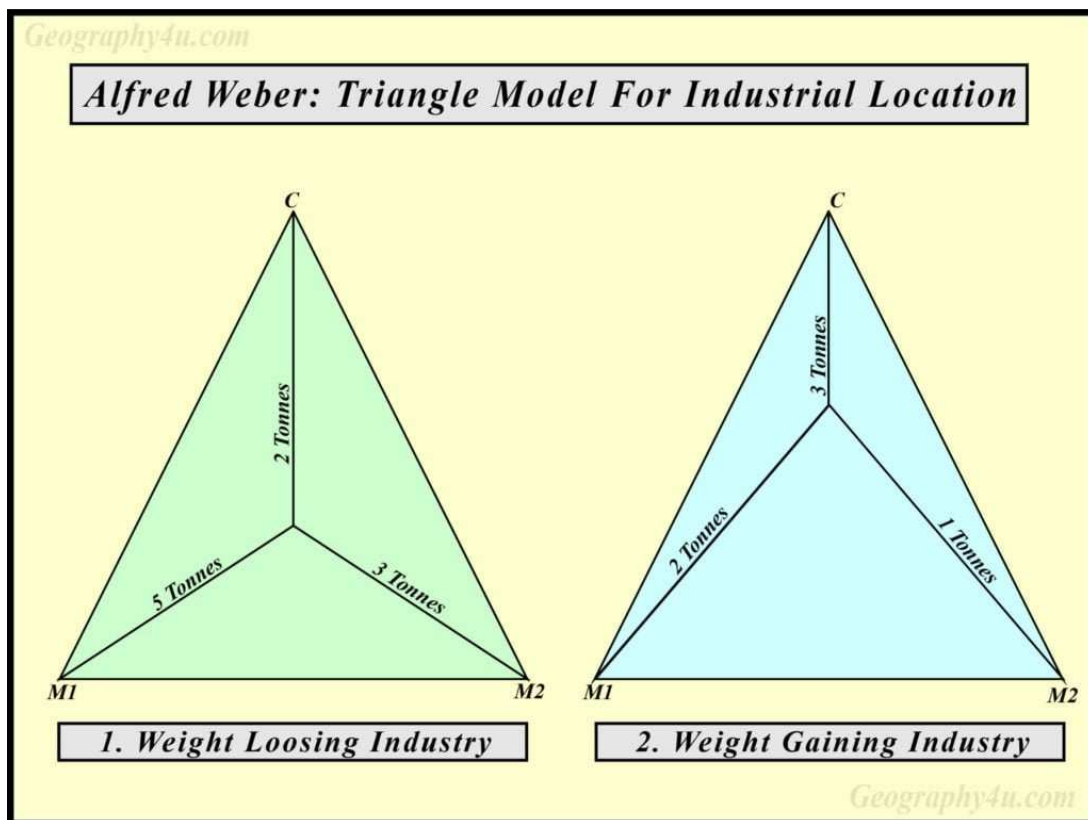 Geography4u.com
Alfred Weber: Triangle Model For Industrial Location
C
2 Tonnes
5 Tonnes
3 Tonnes
M1
M2
1. Weight Loosing Industry
C
3 Tonnes
2 Tonnes
1 Tonnes
M1
M2
2. Weight Gaining Industry
Geography4u.com